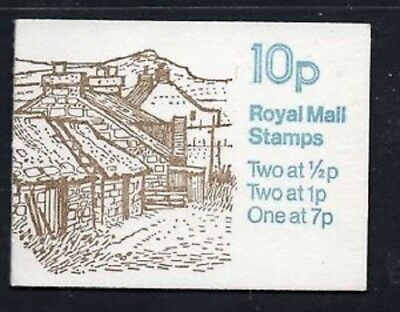 10p
Royal Mail
Stamps
Two at ½p
Two at 1p
One at 7p